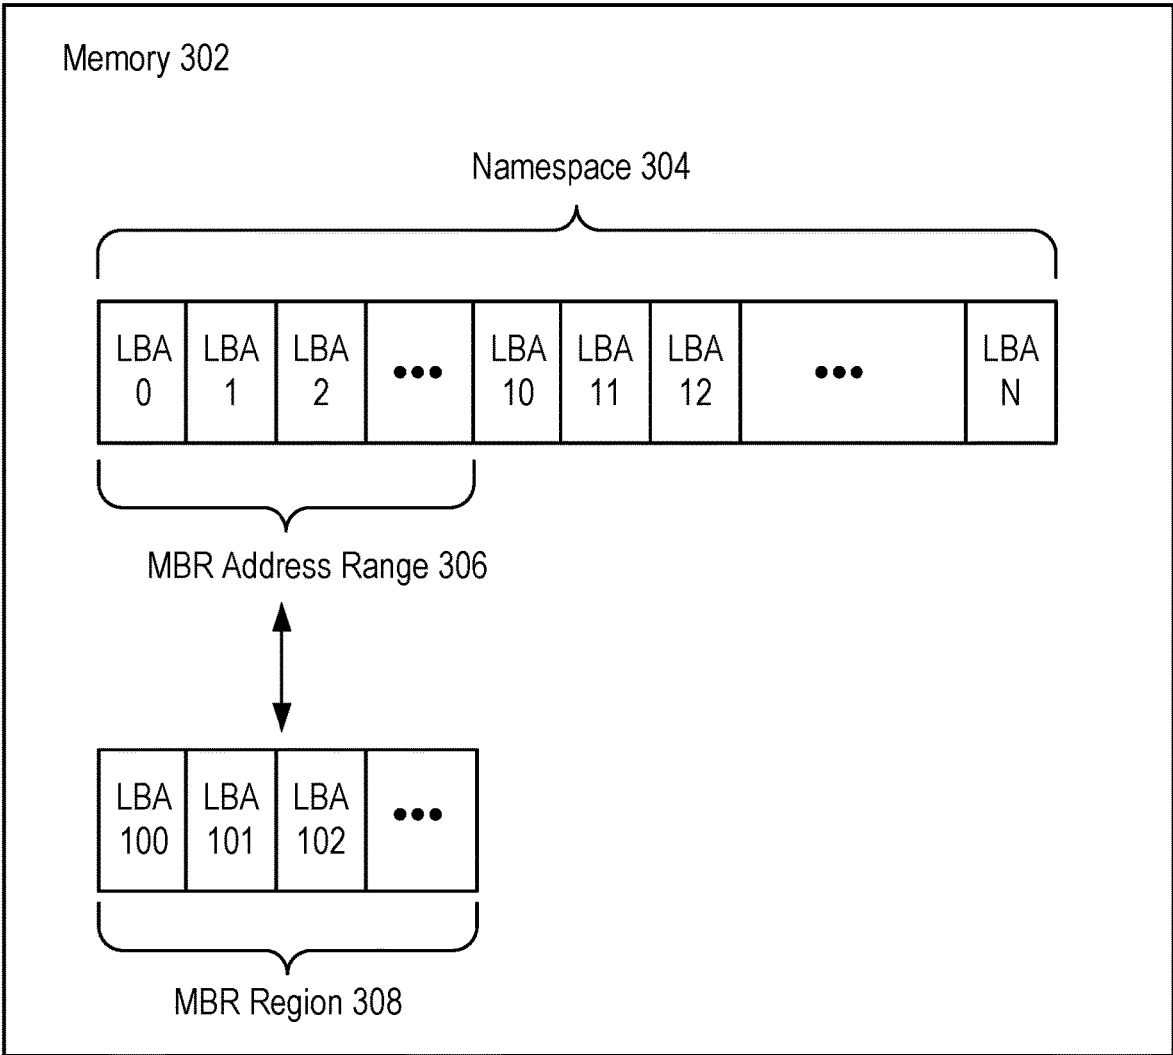 Memory 302
Namespace 304
LBA LBA LBA ••• LBA LBA LBA ••• LBA
0 1 2 10 11 12 N
MBR Address Range 306
LBA LBA LBA •••
100 101 102
MBR Region 308